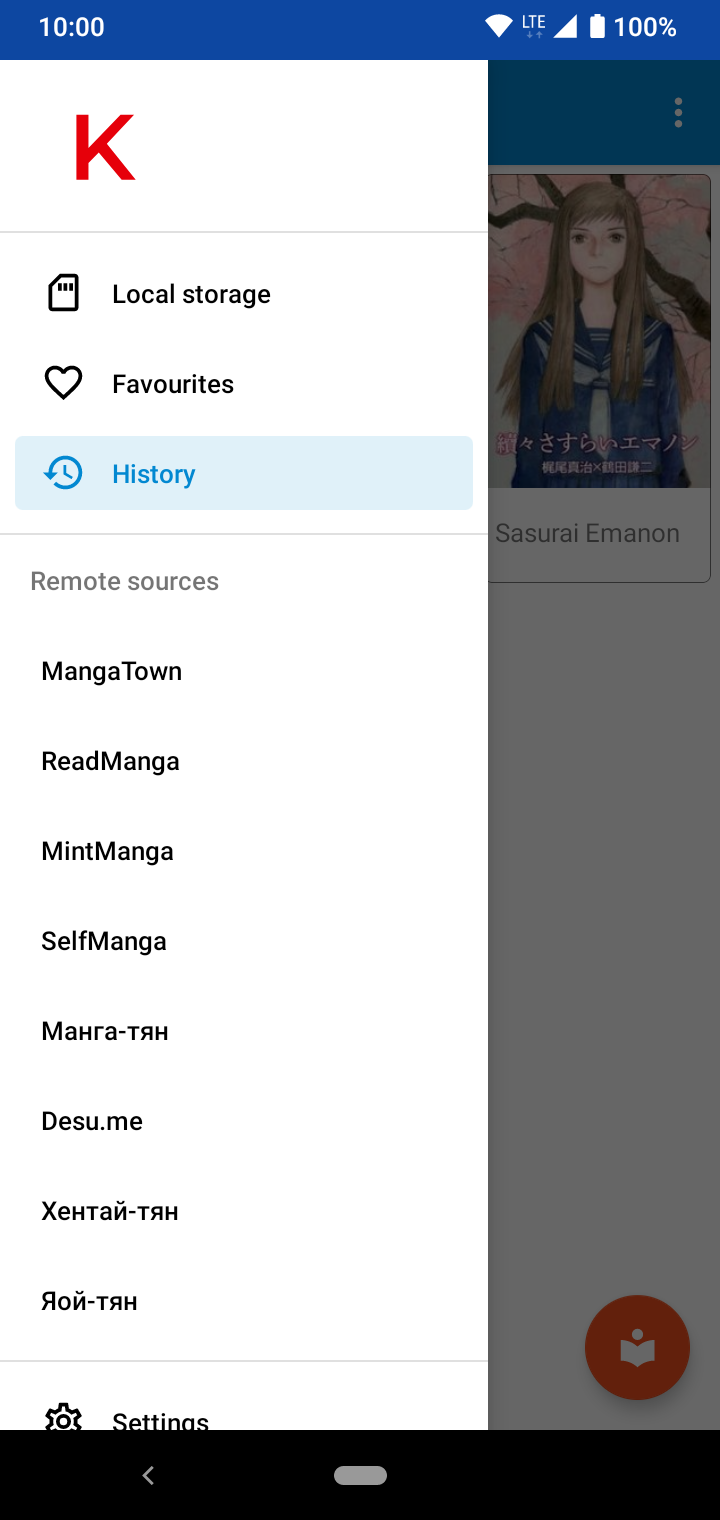 10:00
LTE
100%
K
Local storage
Favourites
History
Remote sources
MangaTown
ReadManga
MintManga
SelfManga
Манга-тян
Desu.me
Хентай-тян
Яой-тян
Settings
續々さすらいエマノン
梶尾真治×鶴田謙二
Sasurai Emanon